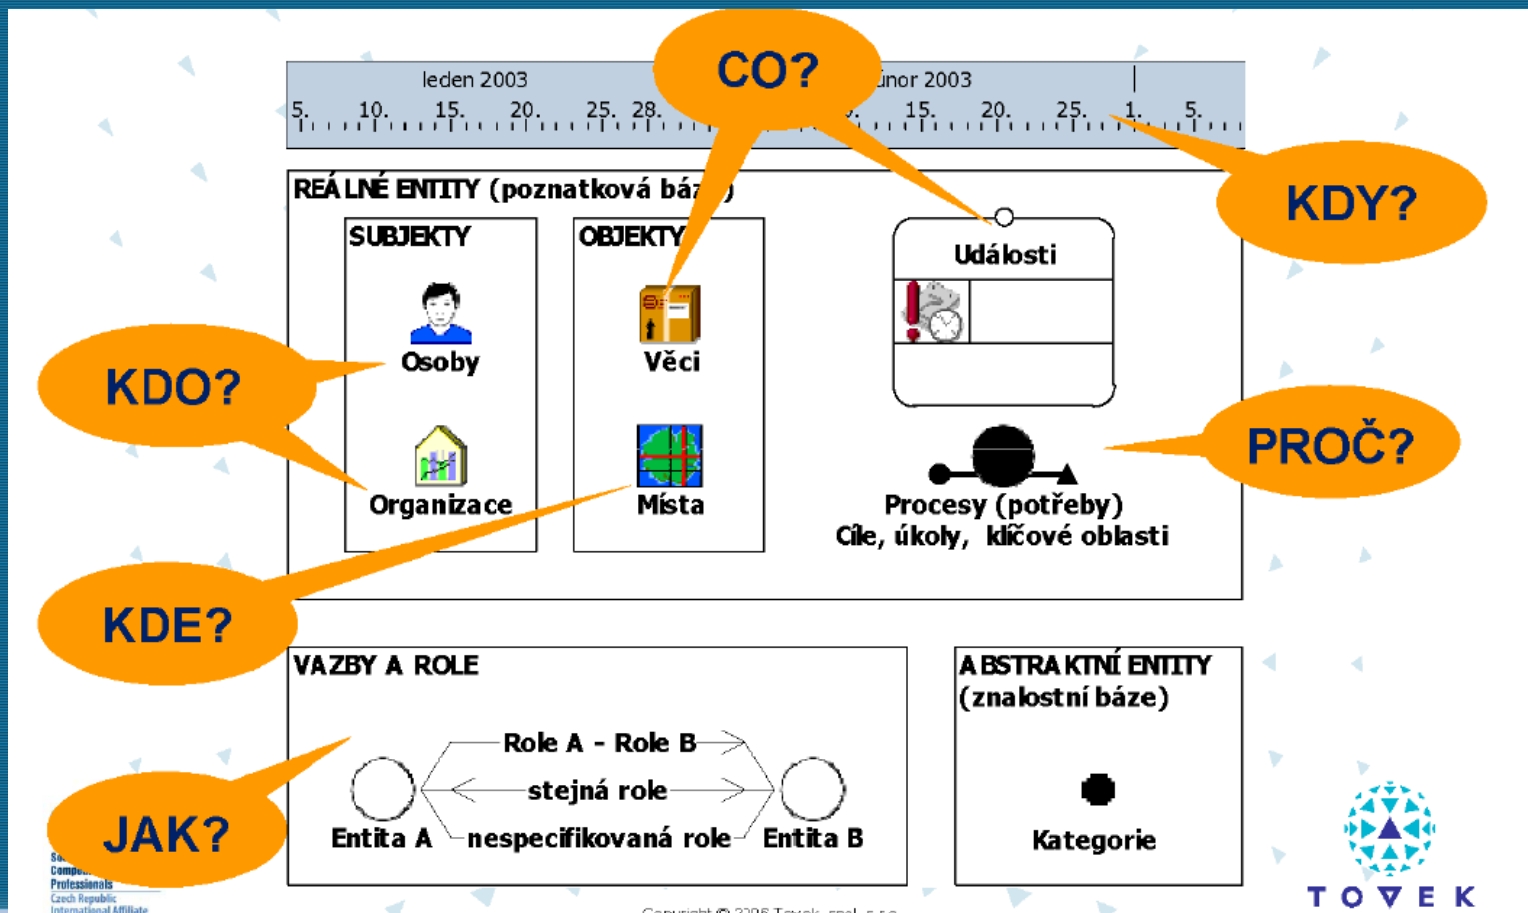 CO?
leden 2003
únor 2003
5. 10. 15. 20. 25. 28. 15. 20. 25. 1. 5.
KDY?
REÁLNÉ ENTITY (poznatková báze)
SUBJEKTY
OBJEKTY
Události
Osoby
Věci
KDO?
PROČ?
Organizace
Místa
Procesy (potřeby)
Cíle, úkoly, klíčové oblasti
KDE?
VAZBY A ROLE
ABSTRAKTNÍ ENTITY
(znalostní báze)
Role A - Role B
stejná role
Entita A
nespecifikovaná role
Entita B
Kategorie
JAK?
Professionals
Czech Republic
International Affiliate
TOVEK